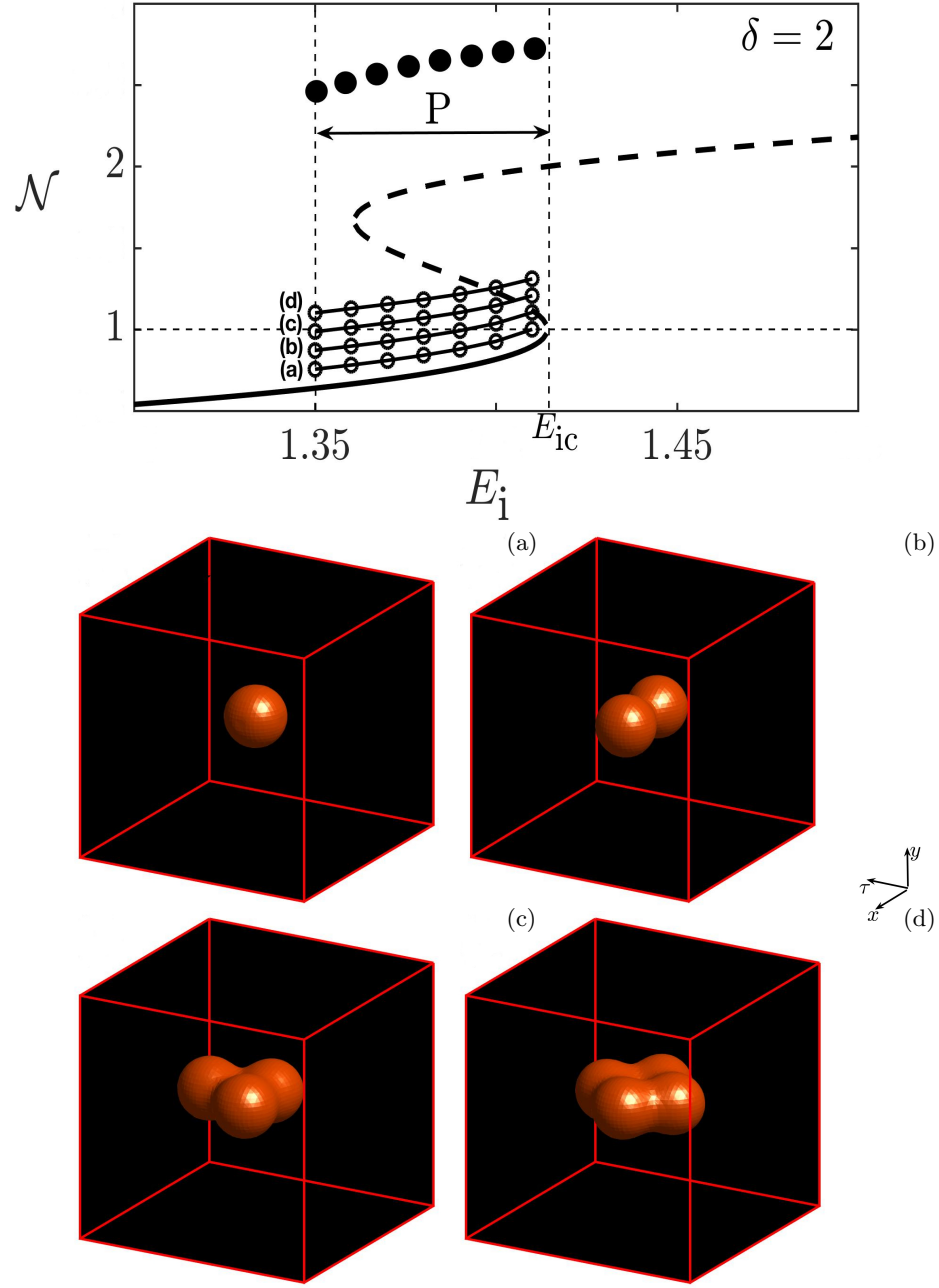 δ = 2
P
2
𝒩
(d)
(c)
1
(b)
(a)
E_ic
1.35
1.45
E_i
(a)
(b)
y
τ
x
(c)
(d)